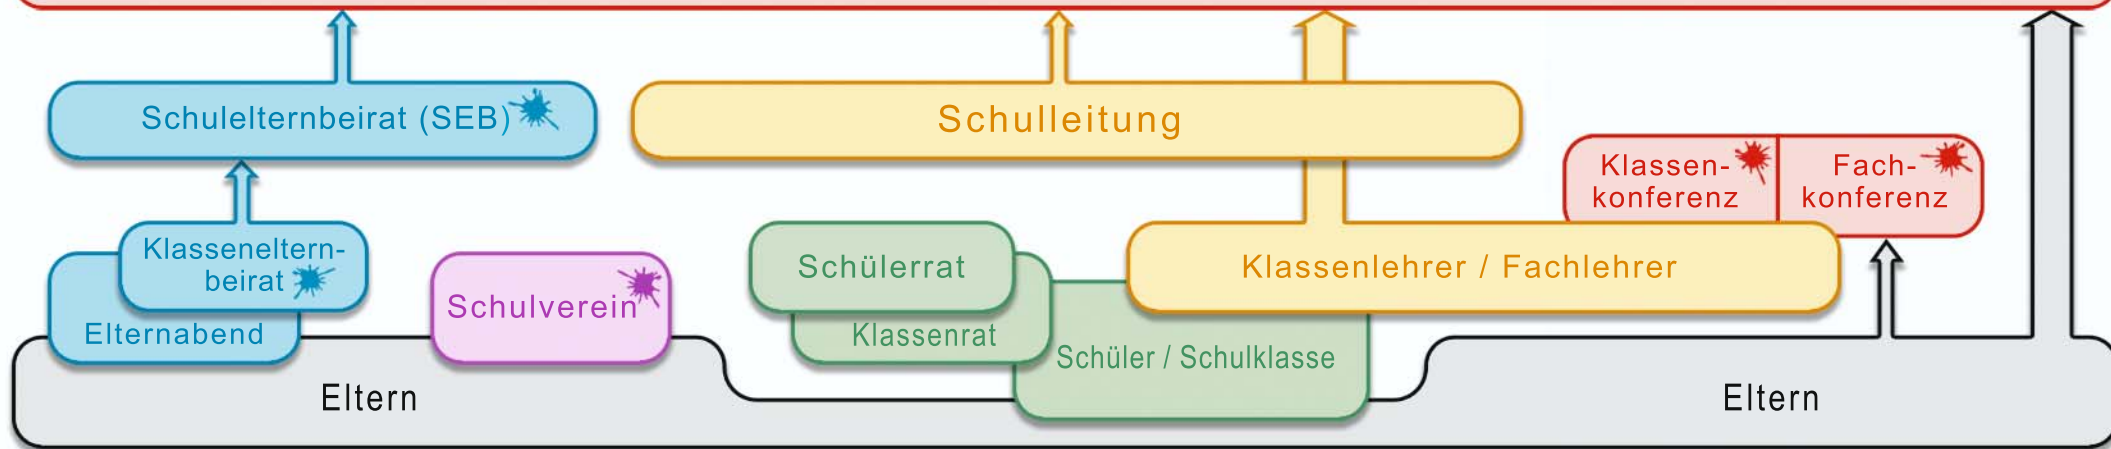 Schulelternbeirat (SEB)
Schulleitung
Klassen-
konferenz
Fach-
konferenz
Klasseneltern-
beirat
Elternabend
Schulverein
Schülerrat
Klassenrat
Schüler / Schulklasse
Klassenlehrer / Fachlehrer
Eltern
Eltern